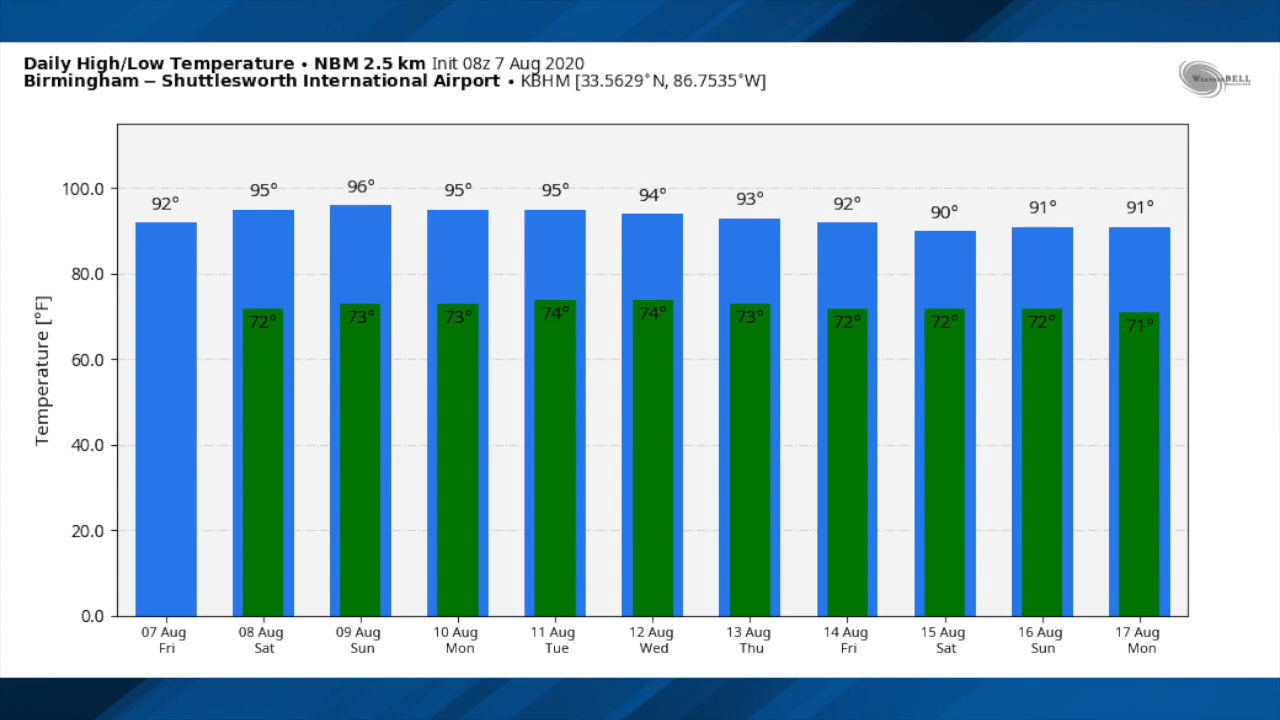 Daily High/Low Temperature • NBM 2.5 km Init 08z 7 Aug 2020
Birmingham – Shuttlesworth International Airport • KBHM [33.5629°N, 86.7535°W]
WeatherBELL
Temperature [°F]
100.0
80.0
60.0
40.0
20.0
0.0
92° 95° 96° 95° 95° 94° 93° 92° 90° 91° 91°
72° 73° 73° 74° 74° 73° 72° 72° 72° 71°
07 Aug 08 Aug 09 Aug 10 Aug 11 Aug 12 Aug 13 Aug 14 Aug 15 Aug 16 Aug 17 Aug
Fri Sat Sun Mon Tue Wed Thu Fri Sat Sun Mon